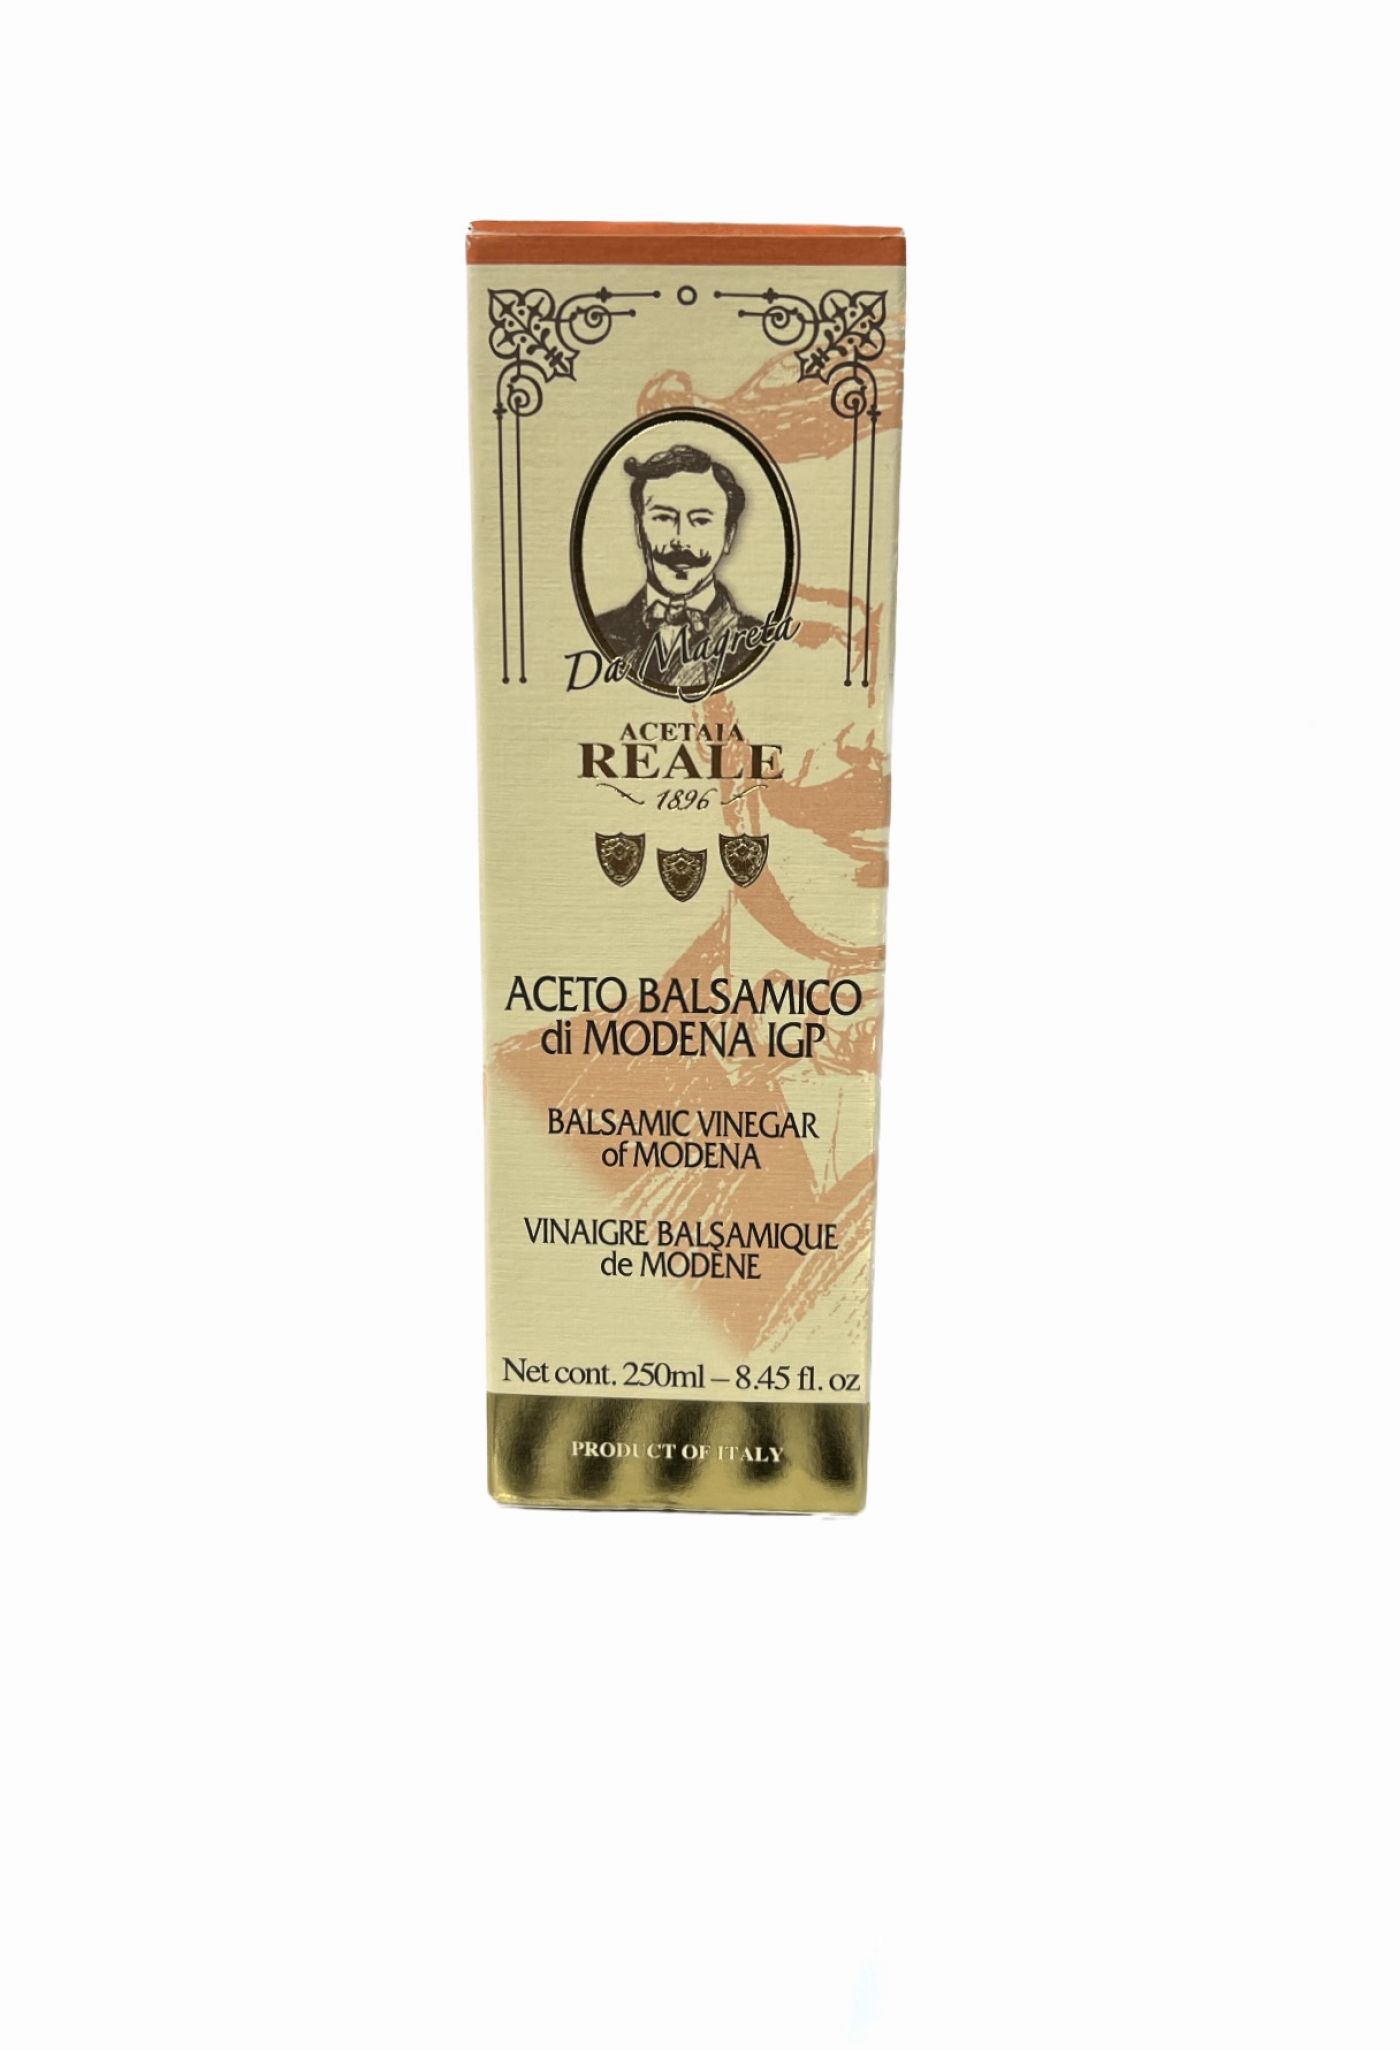 Da Magreta
ACETAIA
REALE
1896
ACETO BALSAMICO
di MODENA IGP
BALSAMIC VINEGAR
of MODENA
VINAIGRE BALSAMIQUE
de MODÈNE
Net cont. 250ml – 8.45 fl. oz
PRODUCT OF ITALY